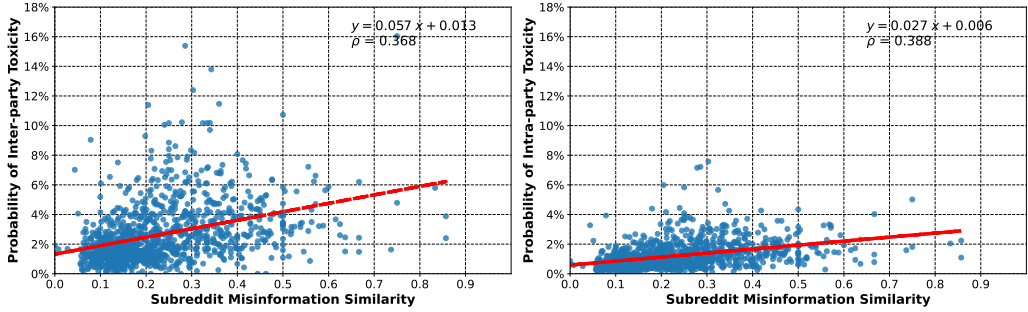 18%
16%
14%
12%
10%
8%
6%
4%
2%
0%
Probability of Inter-party Toxicity
y = 0.057 x + 0.013
ρ = 0.368
0.0 0.1 0.2 0.3 0.4 0.5 0.6 0.7 0.8 0.9
Subreddit Misinformation Similarity
18%
16%
14%
12%
10%
8%
6%
4%
2%
0%
Probability of Intra-party Toxicity
y = 0.027 x + 0.006
ρ = 0.388
0.0 0.1 0.2 0.3 0.4 0.5 0.6 0.7 0.8 0.9
Subreddit Misinformation Similarity